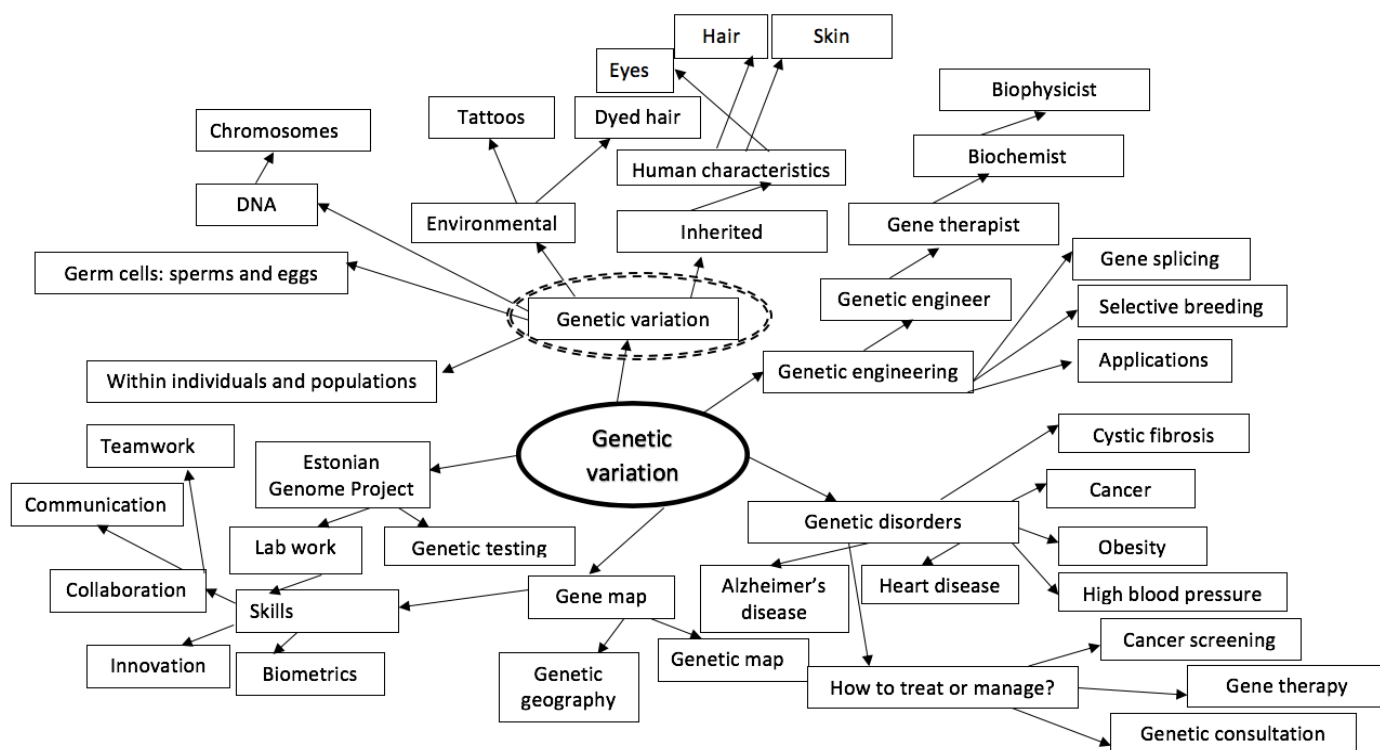 Hair
Skin
Eyes
Biophysicist
Tattoos
Dyed hair
Chromosomes
Biochemist
Human characteristics
DNA
Environmental
Inherited
Gene therapist
Gene splicing
Germ cells: sperms and eggs
Genetic engineer
Selective breeding
Genetic variation
Within individuals and populations
Genetic engineering
Applications
Genetic
variation
Teamwork
Estonian
Genome Project
Cystic fibrosis
Communication
Cancer
Lab work
Genetic testing
Genetic disorders
Obesity
Collaboration
Skills
Gene map
Alzheimer's
disease
Heart disease
High blood pressure
Innovation
Biometrics
Genetic
geography
Genetic map
How to treat or manage?
Cancer screening
Gene therapy
Genetic consultation